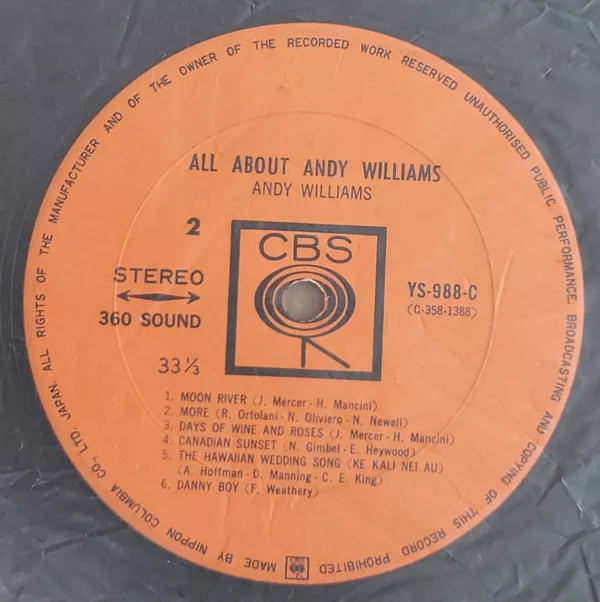 MADE BY NIPPON COLUMBIA CO., LTD. JAPAN. ALL RIGHTS OF THE MANUFACTURER AND OF THE OWNER OF THE RECORDED WORK RESERVED UNAUTHORISED PUBLIC PERFORMANCE. BROADCASTING AND COPYING OF THIS RECORD PROHIBITED.
ALL ABOUT ANDY WILLIAMS
ANDY WILLIAMS
2
CBS
STEREO
360 SOUND
YS-988-C
(C-358-1388)
33⅓
1. MOON RIVER (J. Mercer - H. Mancini)
2. MORE (R. Ortolani - N. Oliviero - N. Newell)
3. DAYS OF WINE AND ROSES (J. Mercer - H. Mancini)
4. CANADIAN SUNSET (N. Gimbel - E. Heywood)
5. THE HAWAIIAN WEDDING SONG (KE KALI NEI AU)
(A. Hoffman - D. Manning - C. E. King)
6. DANNY BOY (F. Weathery)
CBS